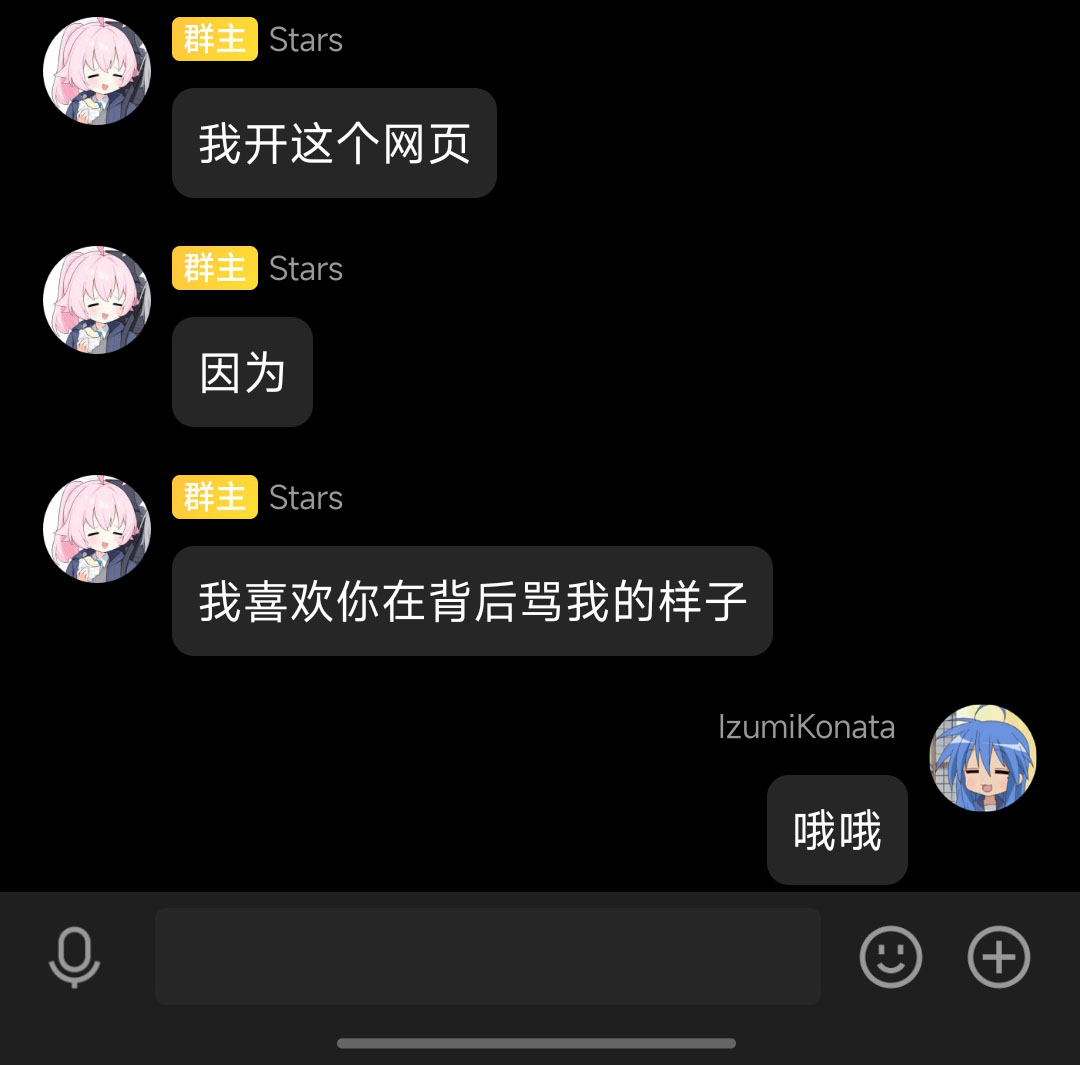 群主 Stars
我开这个网页
群主 Stars
因为
群主 Stars
我喜欢你在背后骂我的样子
IzumiKonata
哦哦